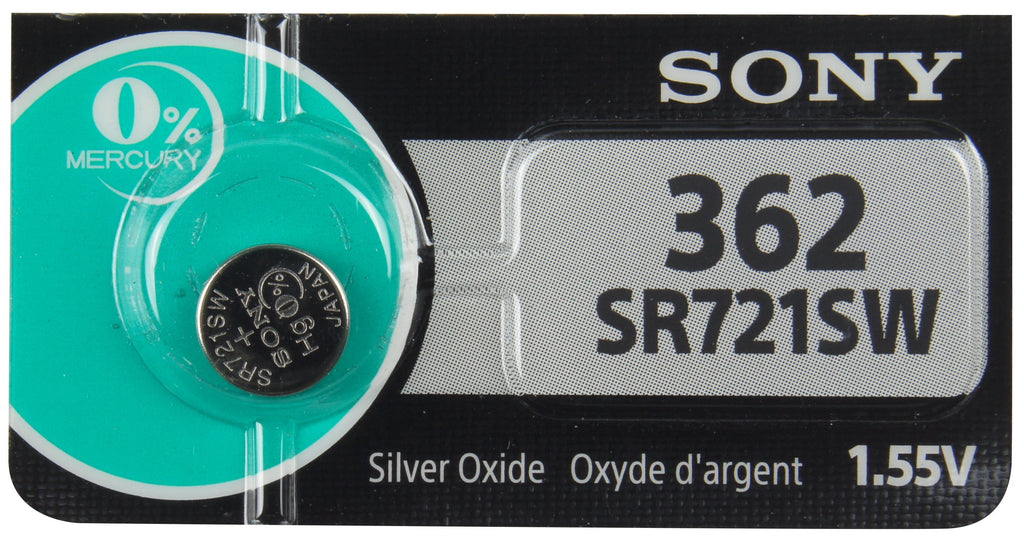 SONY
0%
MERCURY
362
SR721SW
0%
Hg
JAPAN
SONY
+
SR721SW
Silver Oxide Oxyde d'argent 1.55V